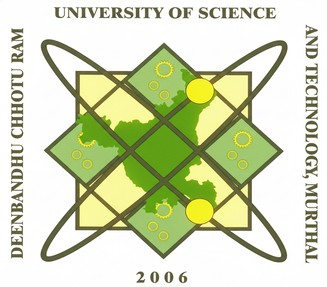 DEENBANDHU CHHOTU RAM
UNIVERSITY OF SCIENCE
AND TECHNOLOGY, MURTHAL
2006